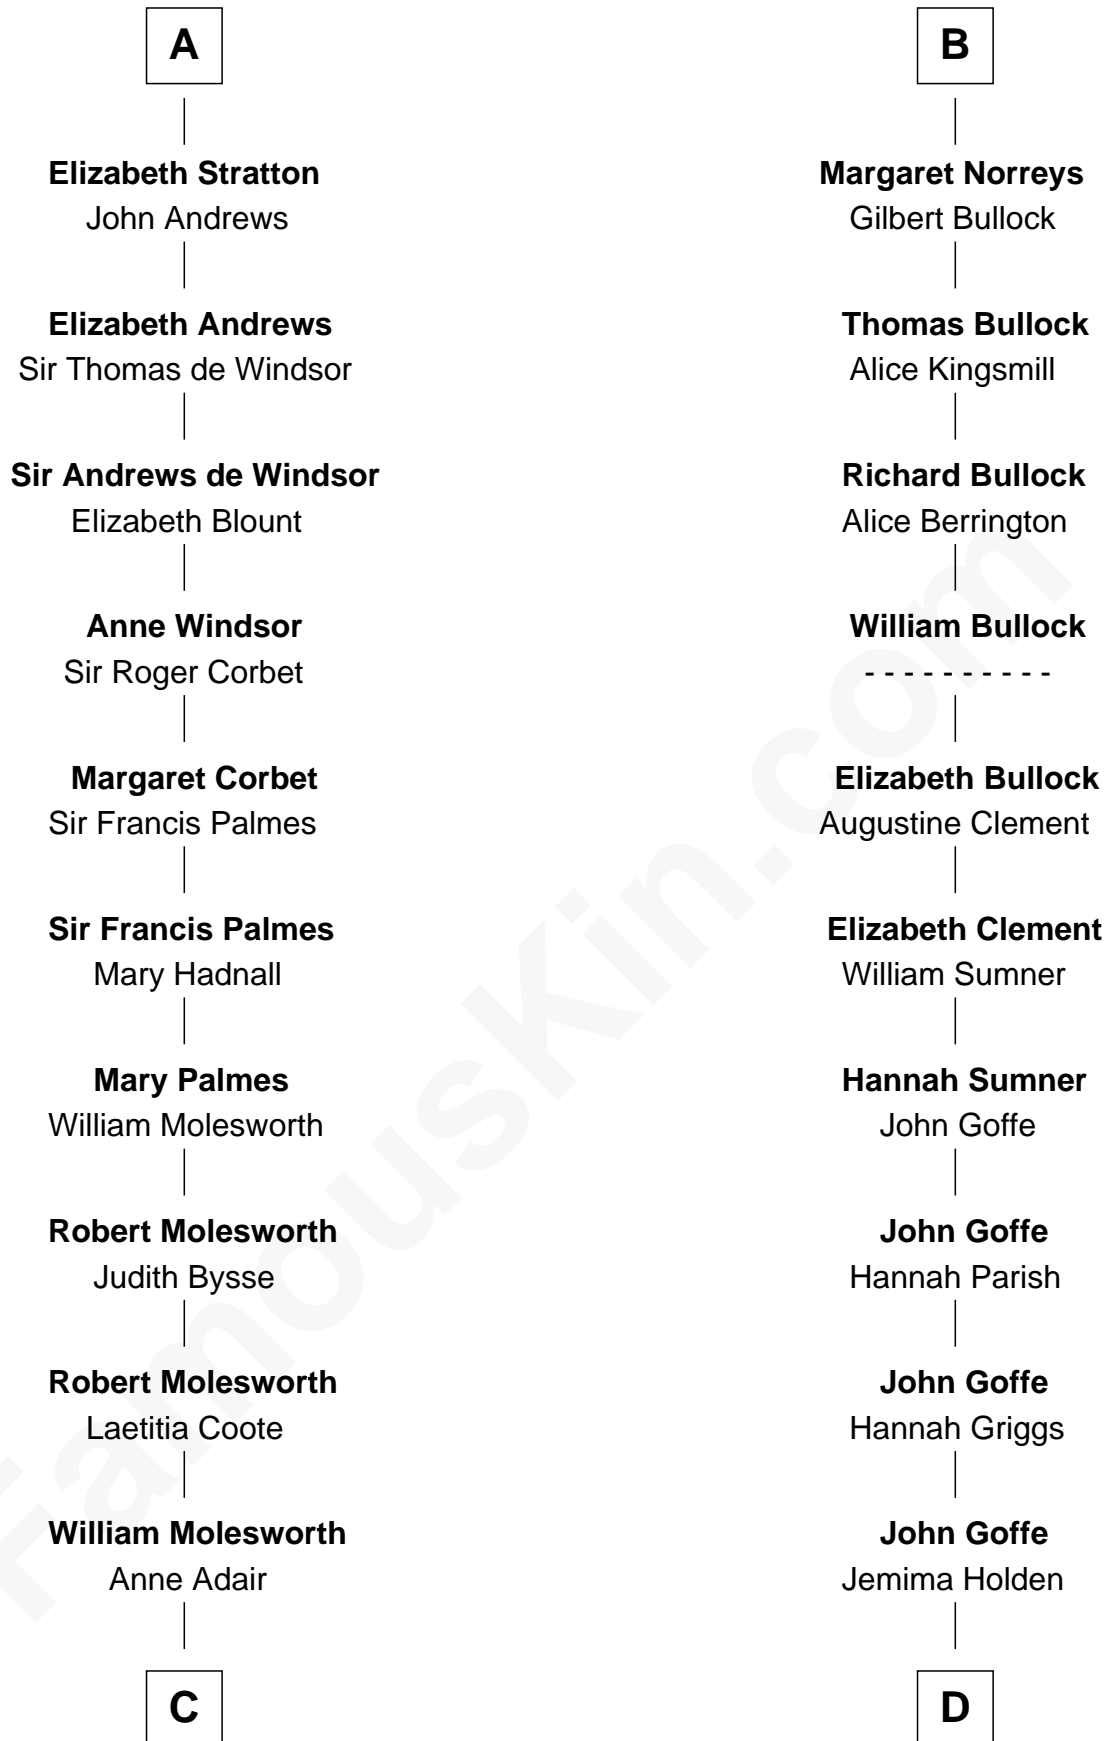 A
Elizabeth Stratton
John Andrews
Elizabeth Andrews
Sir Thomas de Windsor
Sir Andrews de Windsor
Elizabeth Blount
Anne Windsor
Sir Roger Corbet
Margaret Corbet
Sir Francis Palmes
Sir Francis Palmes
Mary Hadnall
Mary Palmes
William Molesworth
Robert Molesworth
Judith Bysse
Robert Molesworth
Laetitia Coote
William Molesworth
Anne Adair
C
B
Margaret Norreys
Gilbert Bullock
Thomas Bullock
Alice Kingsmill
Richard Bullock
Alice Berrington
William Bullock
- - - - - - - - - -
Elizabeth Bullock
Augustine Clement
Elizabeth Clement
William Sumner
Hannah Sumner
John Goffe
John Goffe
Hannah Parish
John Goffe
Hannah Griggs
John Goffe
Jemima Holden
D
FamousKin.com